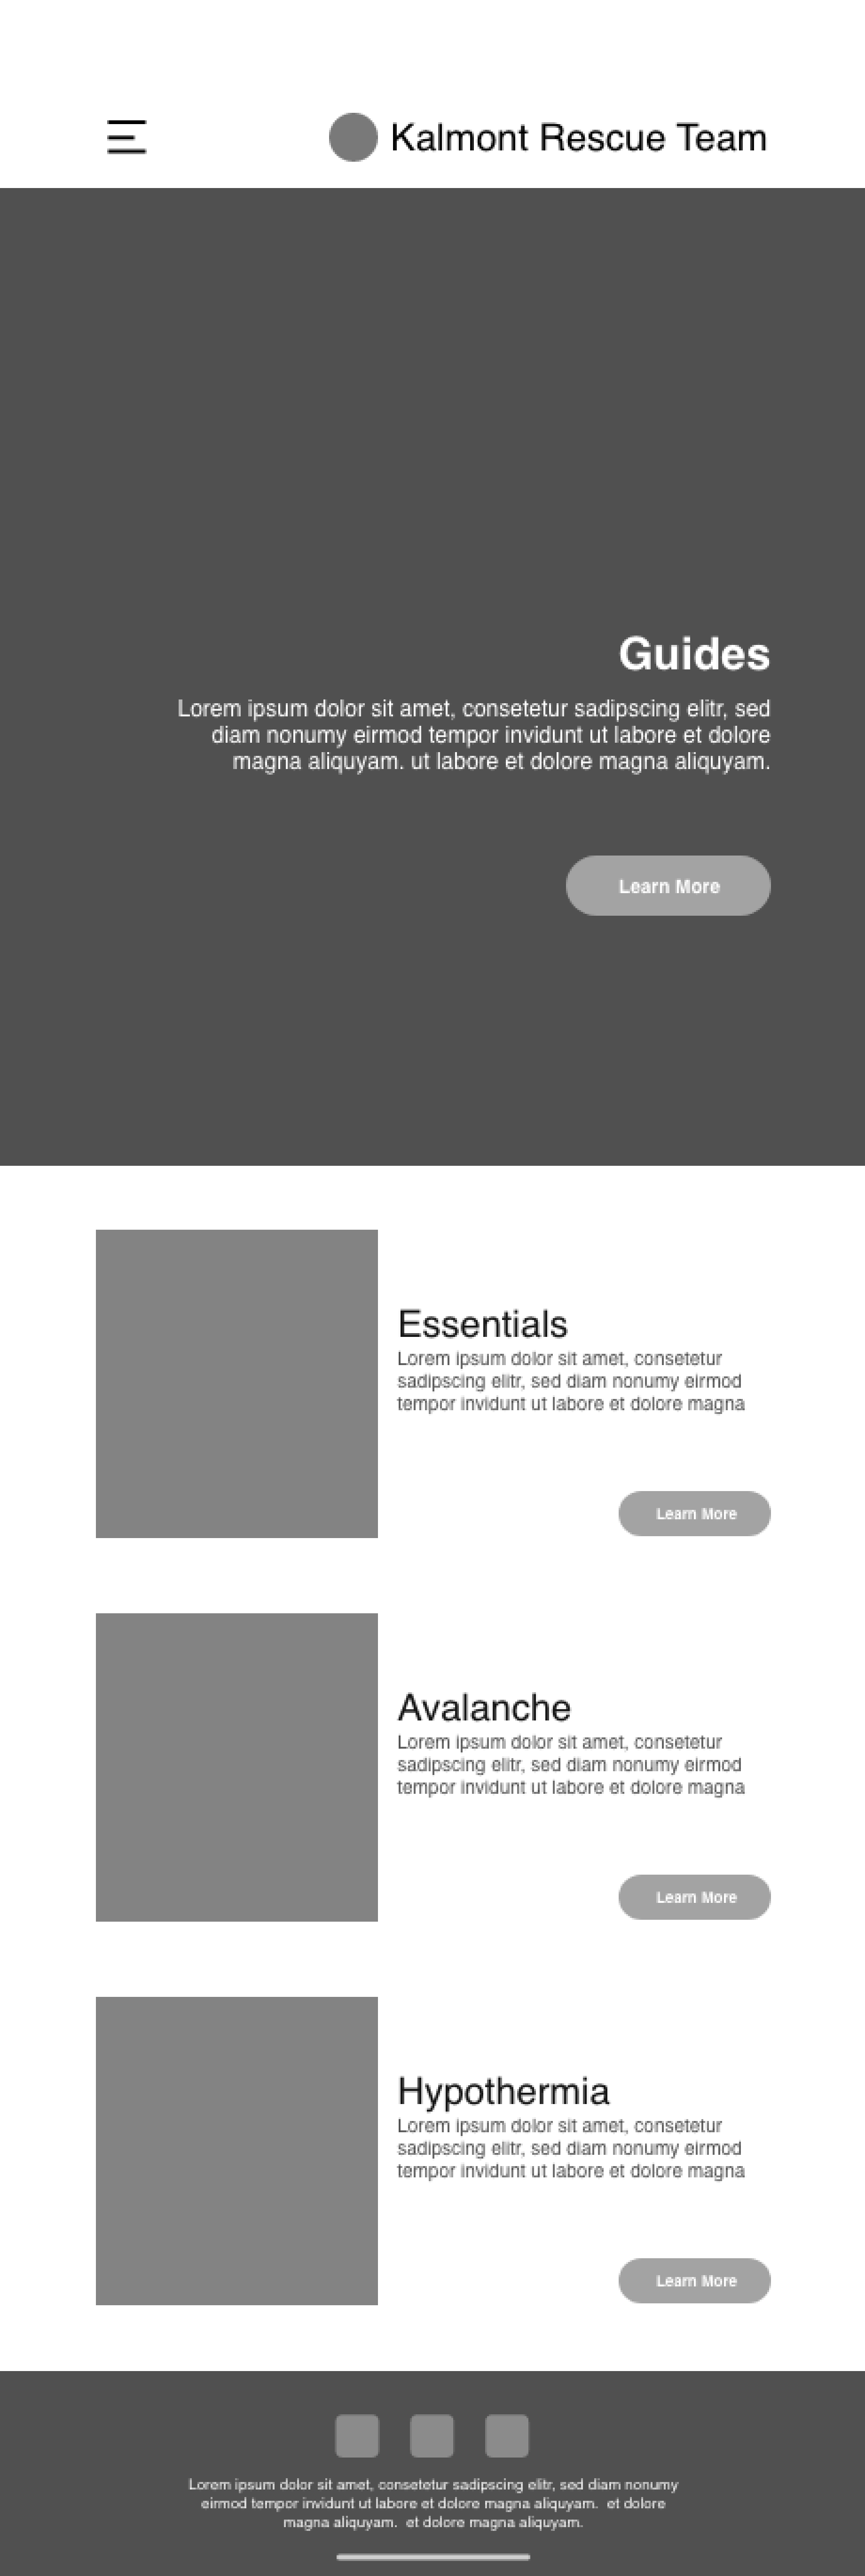 Kalmont Rescue Team
Guides
Lorem ipsum dolor sit amet, consetetur sadipscing elitr, sed
diam nonumy eirmod tempor invidunt ut labore et dolore
magna aliquyam. ut labore et dolore magna aliquyam.
Learn More
Essentials
Lorem ipsum dolor sit amet, consetetur
sadipscing elitr, sed diam nonumy eirmod
tempor invidunt ut labore et dolore magna
Learn More
Avalanche
Lorem ipsum dolor sit amet, consetetur
sadipscing elitr, sed diam nonumy eirmod
tempor invidunt ut labore et dolore magna
Learn More
Hypothermia
Lorem ipsum dolor sit amet, consetetur
sadipscing elitr, sed diam nonumy eirmod
tempor invidunt ut labore et dolore magna
Learn More
Lorem ipsum dolor sit amet, consetetur sadipscing elitr, sed diam nonumy
eirmod tempor invidunt ut labore et dolore magna aliquyam.  et dolore
magna aliquyam.  et dolore magna aliquyam.